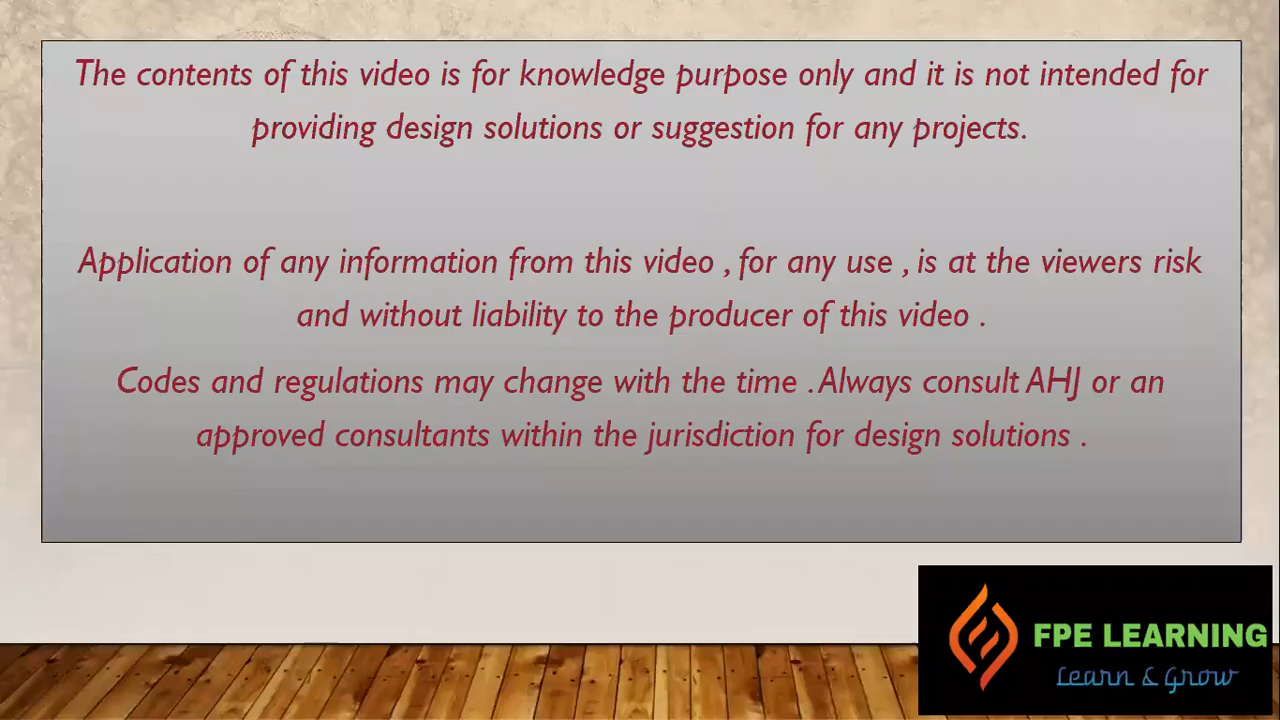 The contents of this video is for knowledge purpose only and it is not intended for
providing design solutions or suggestion for any projects.
Application of any information from this video , for any use , is at the viewers risk
and without liability to the producer of this video .
Codes and regulations may change with the time . Always consult AHJ or an
approved consultants within the jurisdiction for design solutions .
FPE LEARNING
Learn & Grow